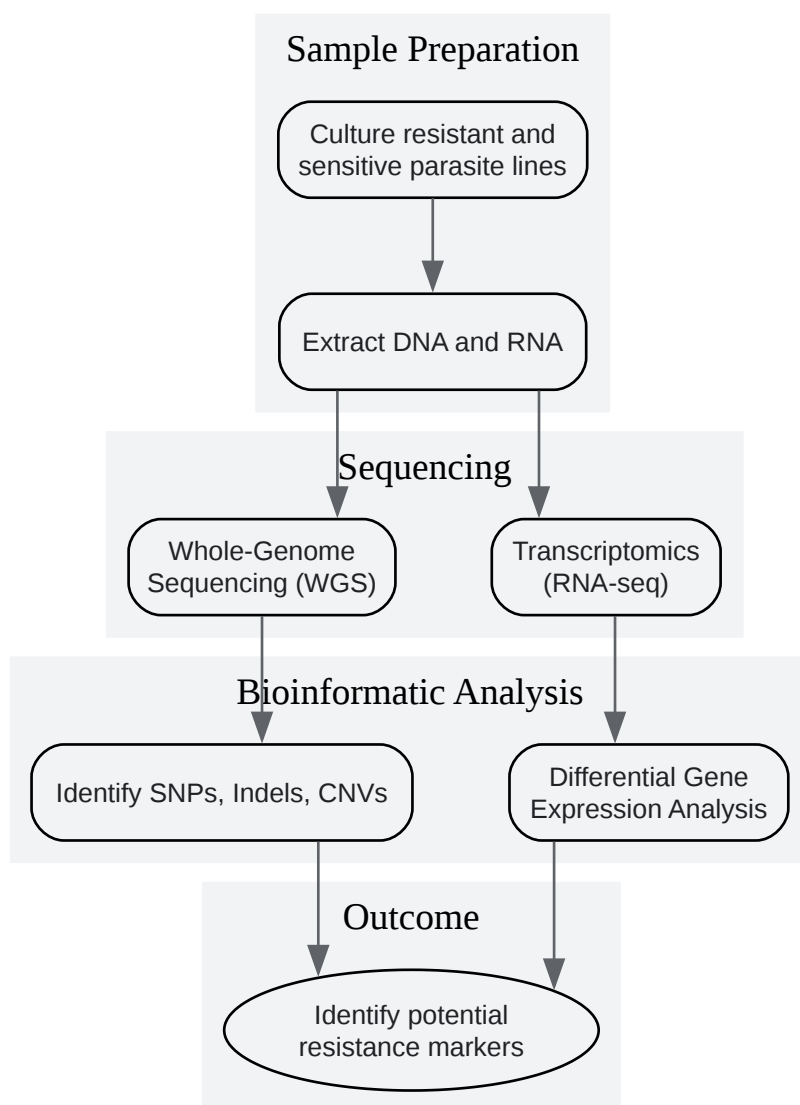 Sample Preparation
Culture resistant and
sensitive parasite lines
Extract DNA and RNA
Sequencing
Whole-Genome
Sequencing (WGS)
Transcriptomics
(RNA-seq)
Bioinformatic Analysis
Identify SNPs, Indels, CNVs
Differential Gene
Expression Analysis
Outcome
Identify potential
resistance markers